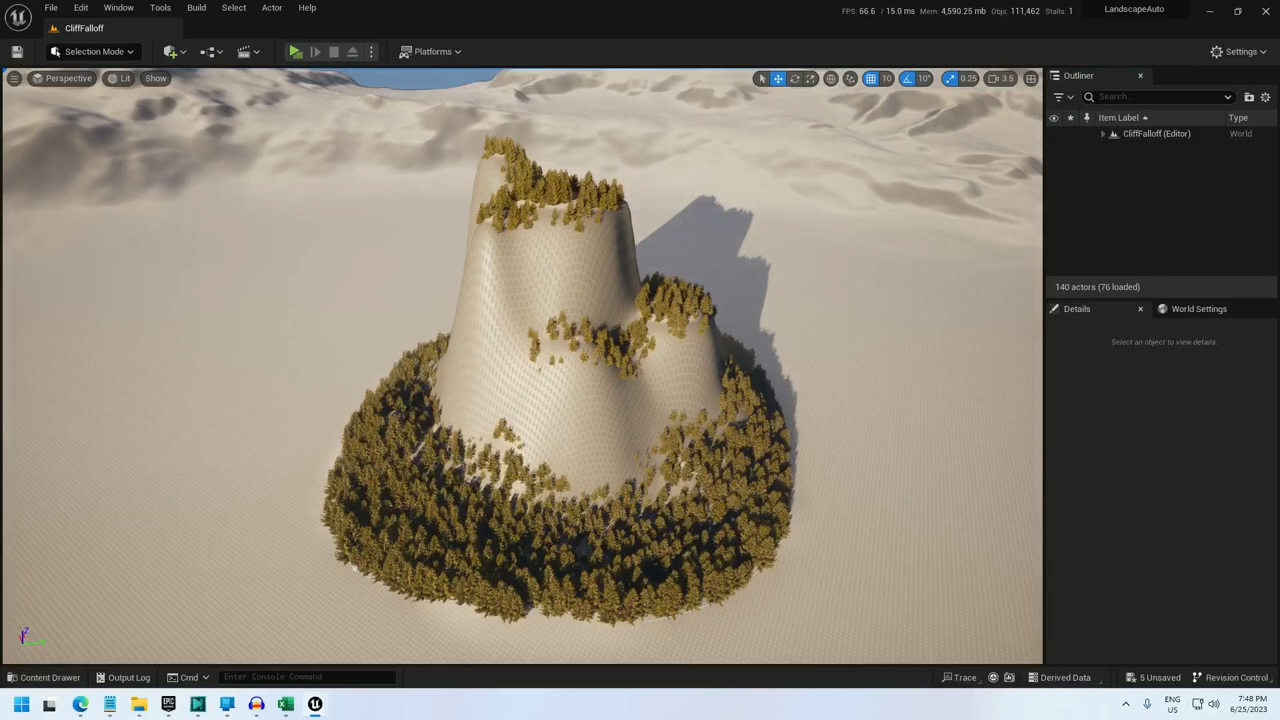 File Edit Window Tools Build Select Actor Help
FPS: 66.6 / 15.0 ms Mem: 4,590.25 mb Objs: 111,462 Stalls: 1
LandscapeAuto
CliffFalloff
Selection Mode
Platforms
Settings
Perspective Lit Show
10 10° 0.25 3.5
Outliner
Search...
Item Label Type
CliffFalloff (Editor) World
140 actors (76 loaded)
Details World Settings
Select an object to view details.
Z
Content Drawer Output Log Cmd Enter Console Command
Trace Derived Data 5 Unsaved Revision Control
EPIC
ENG
US
7:48 PM
6/25/2023